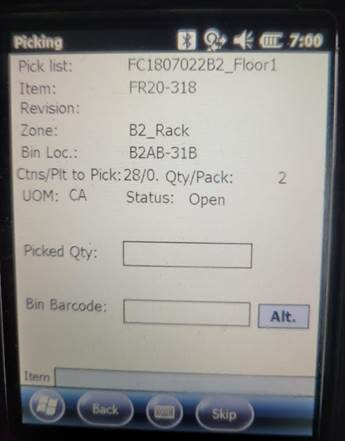 Picking 7:00
Pick list: FC1807022B2_Floor1
Item: FR20-318
Revision:
Zone: B2_Rack
Bin Loc.: B2AB-31B
Ctns/Plt to Pick: 28/0. Qty/Pack: 2
UOM: CA Status: Open
Picked Qty:
Bin Barcode: Alt.
Item
Back Skip